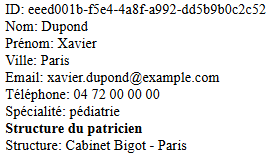 ID: eeed001b-f5e4-4a8f-a992-dd5b9b0c2c52
Nom: Dupond
Prénom: Xavier
Ville: Paris
Email: xavier.dupond@example.com
Téléphone: 04 72 00 00 00
Spécialité: pédiatrie
Structure du patricien
Structure: Cabinet Bigot - Paris